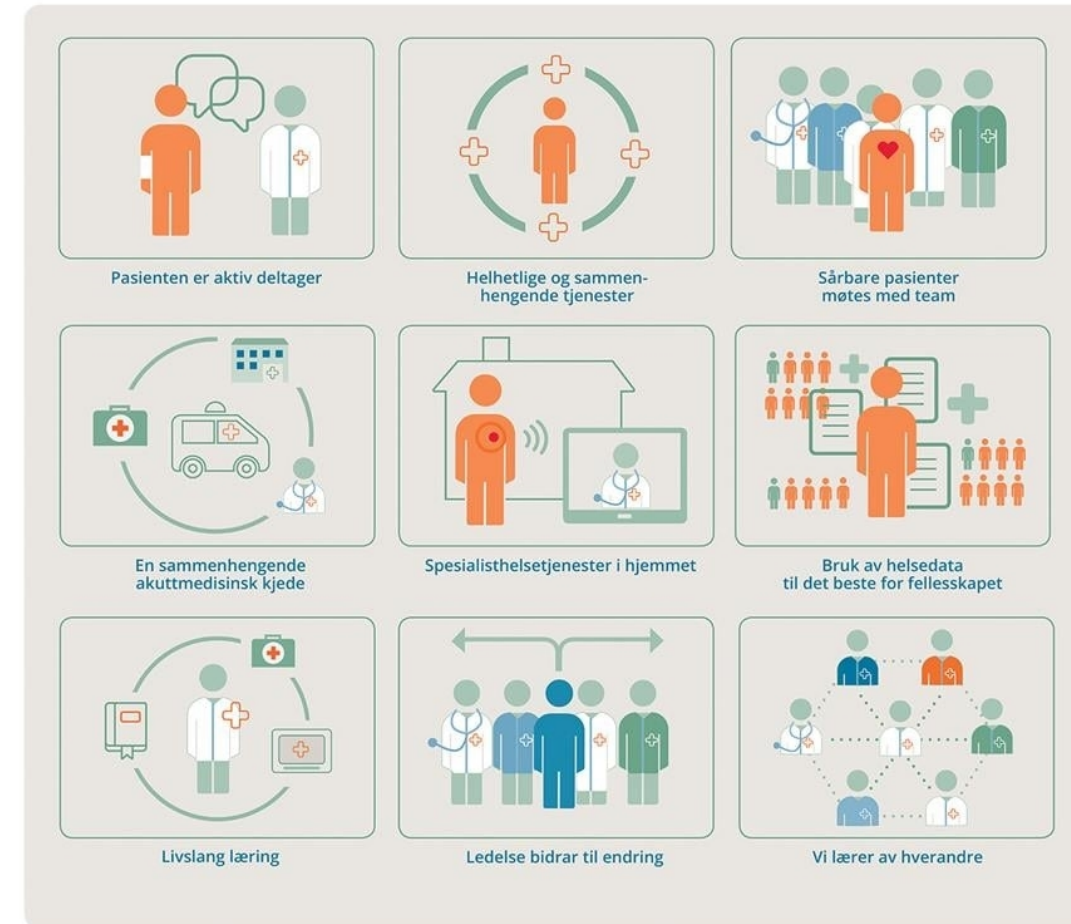 Pasienten er aktiv deltager
Helhetlige og sammen-
hengende tjenester
Sårbare pasienter
møtes med team
En sammenhengende
akuttmedisinsk kjede
Spesialisthelsetjenester i hjemmet
Bruk av helsedata
til det beste for fellesskapet
Livslang læring
Ledelse bidrar til endring
Vi lærer av hverandre